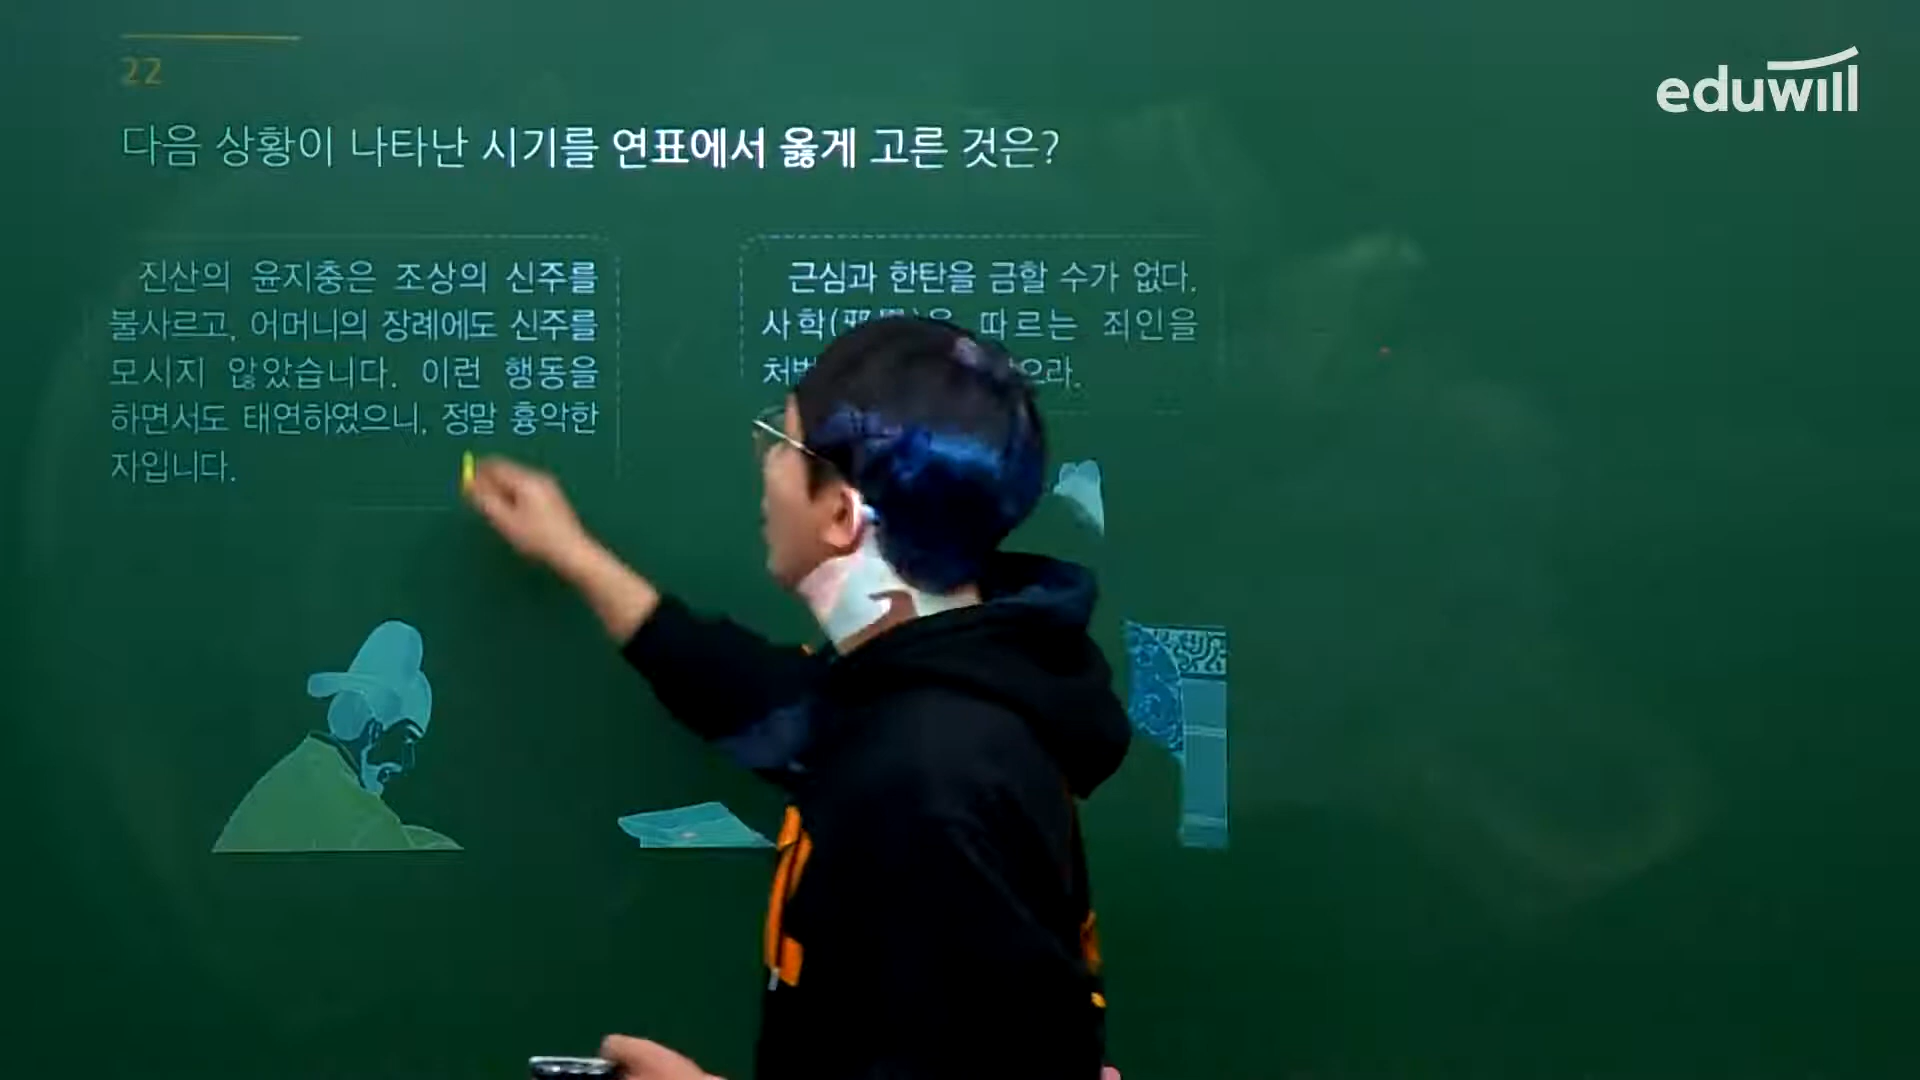 22
eduwill
다음 상황이 나타난 시기를 연표에서 옳게 고른 것은?
진산의 윤지충은 조상의 신주를
불사르고, 어머니의 장례에도 신주를
모시지 않았습니다. 이런 행동을
하면서도 태연하였으니, 정말 흉악한
자입니다.
근심과 한탄을 금할 수가 없다.
사학( 따르는 죄인을